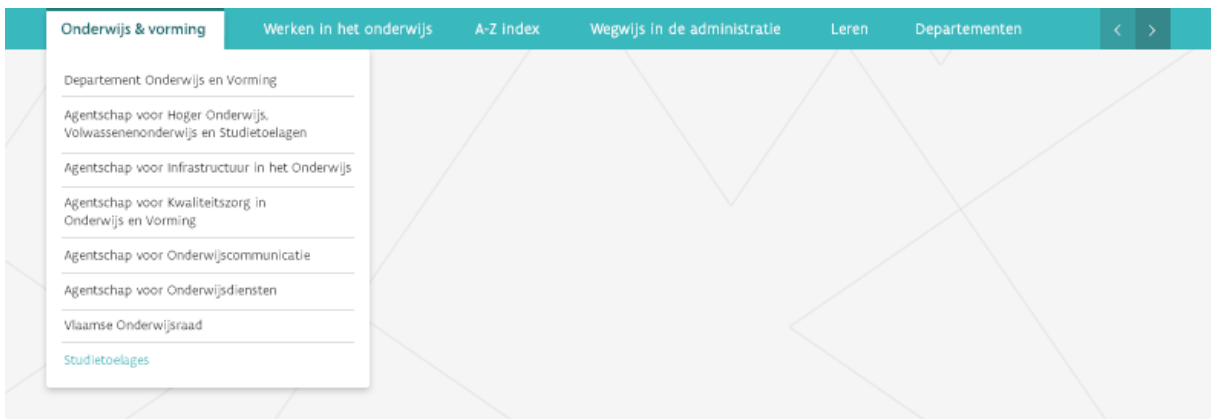 Onderwijs & vorming
Werken in het onderwijs
A-Z index
Wegwijs in de administratie
Leren
Departementen
Departement Onderwijs en Vorming
Agentschap voor Hoger Onderwijs,
Volwassenenonderwijs en Studietoelagen
Agentschap voor Infrastructuur in het Onderwijs
Agentschap voor Kwaliteitszorg in
Onderwijs en Vorming
Agentschap voor Onderwijscommunicatie
Agentschap voor Onderwijsdiensten
Vlaamse Onderwijsraad
Studietoelages